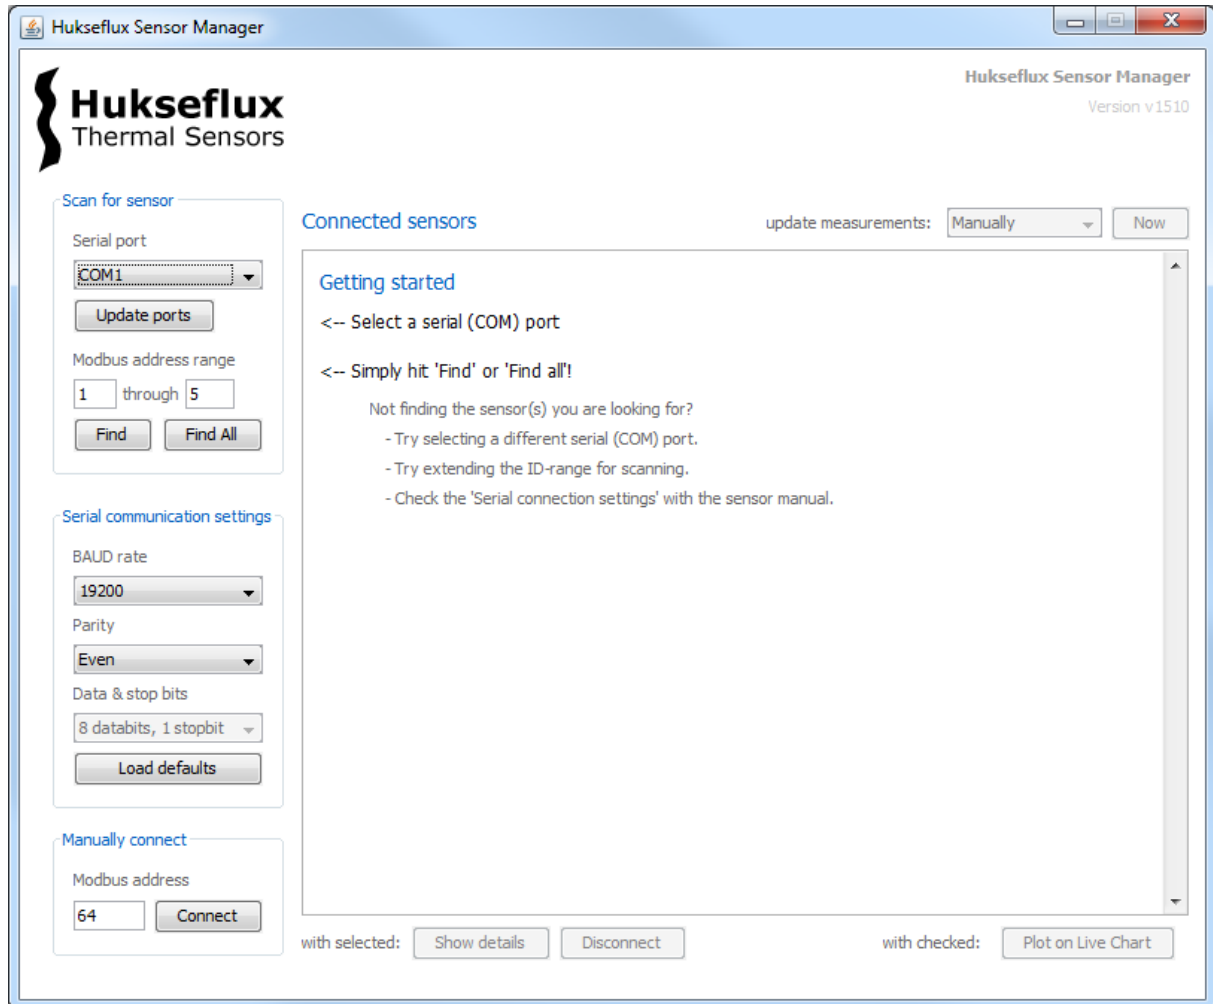 Hukseflux Sensor Manager
Hukseflux
Thermal Sensors
Hukseflux Sensor Manager
Version v1510
Scan for sensor
Serial port
COM1
Update ports
Modbus address range
1 through 5
Find Find All
Serial communication settings
BAUD rate
19200
Parity
Even
Data & stop bits
8 databits, 1 stopbit
Load defaults
Manually connect
Modbus address
64 Connect
Connected sensors update measurements: Manually Now
Getting started
<-- Select a serial (COM) port
<-- Simply hit 'Find' or 'Find all'!
Not finding the sensor(s) you are looking for?
- Try selecting a different serial (COM) port.
- Try extending the ID-range for scanning.
- Check the 'Serial connection settings' with the sensor manual.
with selected: Show details Disconnect with checked: Plot on Live Chart